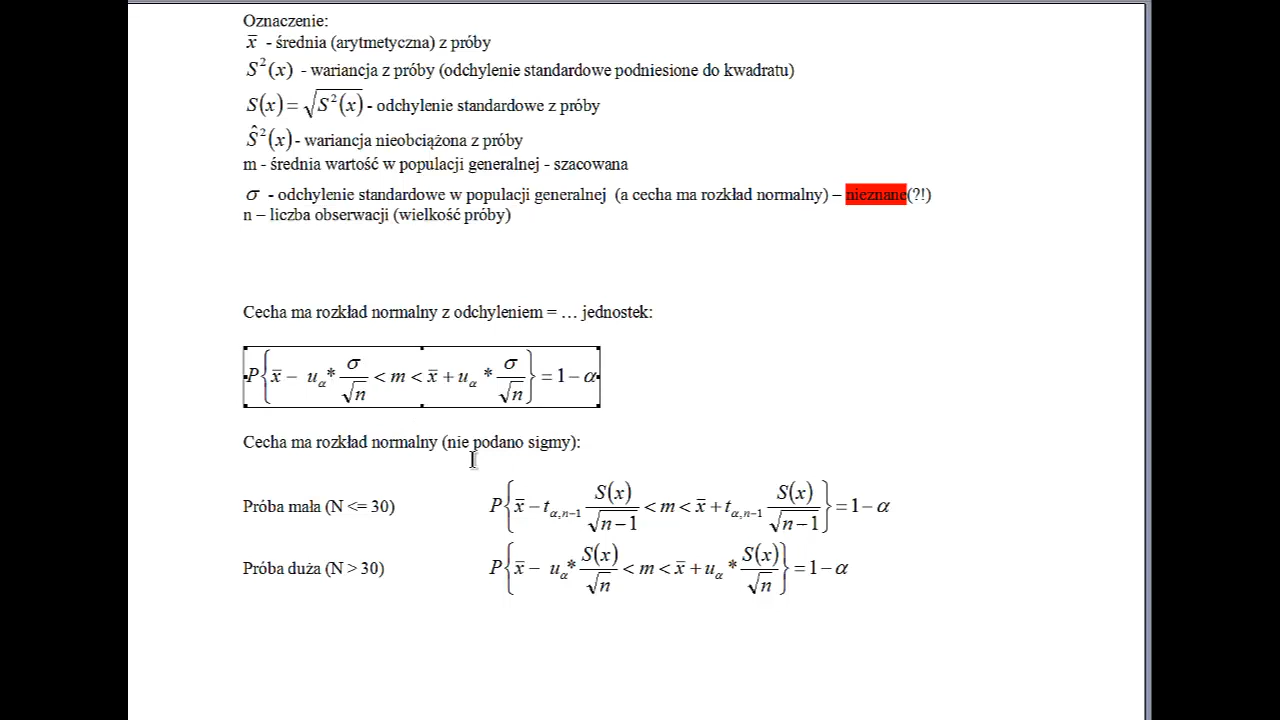 Oznaczenie:
x̄ - średnia (arytmetyczna) z próby
S²(x) - wariancja z próby (odchylenie standardowe podniesione do kwadratu)
S(x) = √S²(x) - odchylenie standardowe z próby
Ŝ²(x) - wariancja nieobciążona z próby
m - średnia wartość w populacji generalnej - szacowana
σ - odchylenie standardowe w populacji generalnej (a cecha ma rozkład normalny) – nieznane(?!)
n – liczba obserwacji (wielkość próby)
Cecha ma rozkład normalny z odchyleniem = … jednostek:
P{x̄ − u_α * σ/√n < m < x̄ + u_α * σ/√n} = 1 − α
Cecha ma rozkład normalny (nie podano sigmy):
Próba mała (N <= 30) P{x̄ − t_{α,n−1} S(x)/√(n−1) < m < x̄ + t_{α,n−1} S(x)/√(n−1)} = 1 − α
Próba duża (N > 30) P{x̄ − u_α * S(x)/√n < m < x̄ + u_α * S(x)/√n} = 1 − α